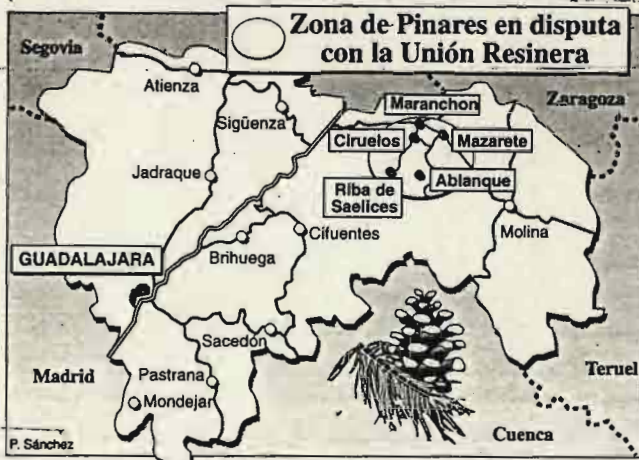 Zona de Pinares en disputa
con la Unión Resinera
Segovia
Atienza
Maranchon
Zaragoza
Sigüenza
Ciruelos
Mazarete
Jadraque
Riba de
Saelices
Ablanque
Molina
GUADALAJARA
Brihuega
Cifuentes
Sacedón
Madrid
Pastrana
Teruel
Mondejar
Cuenca
P. Sánchez